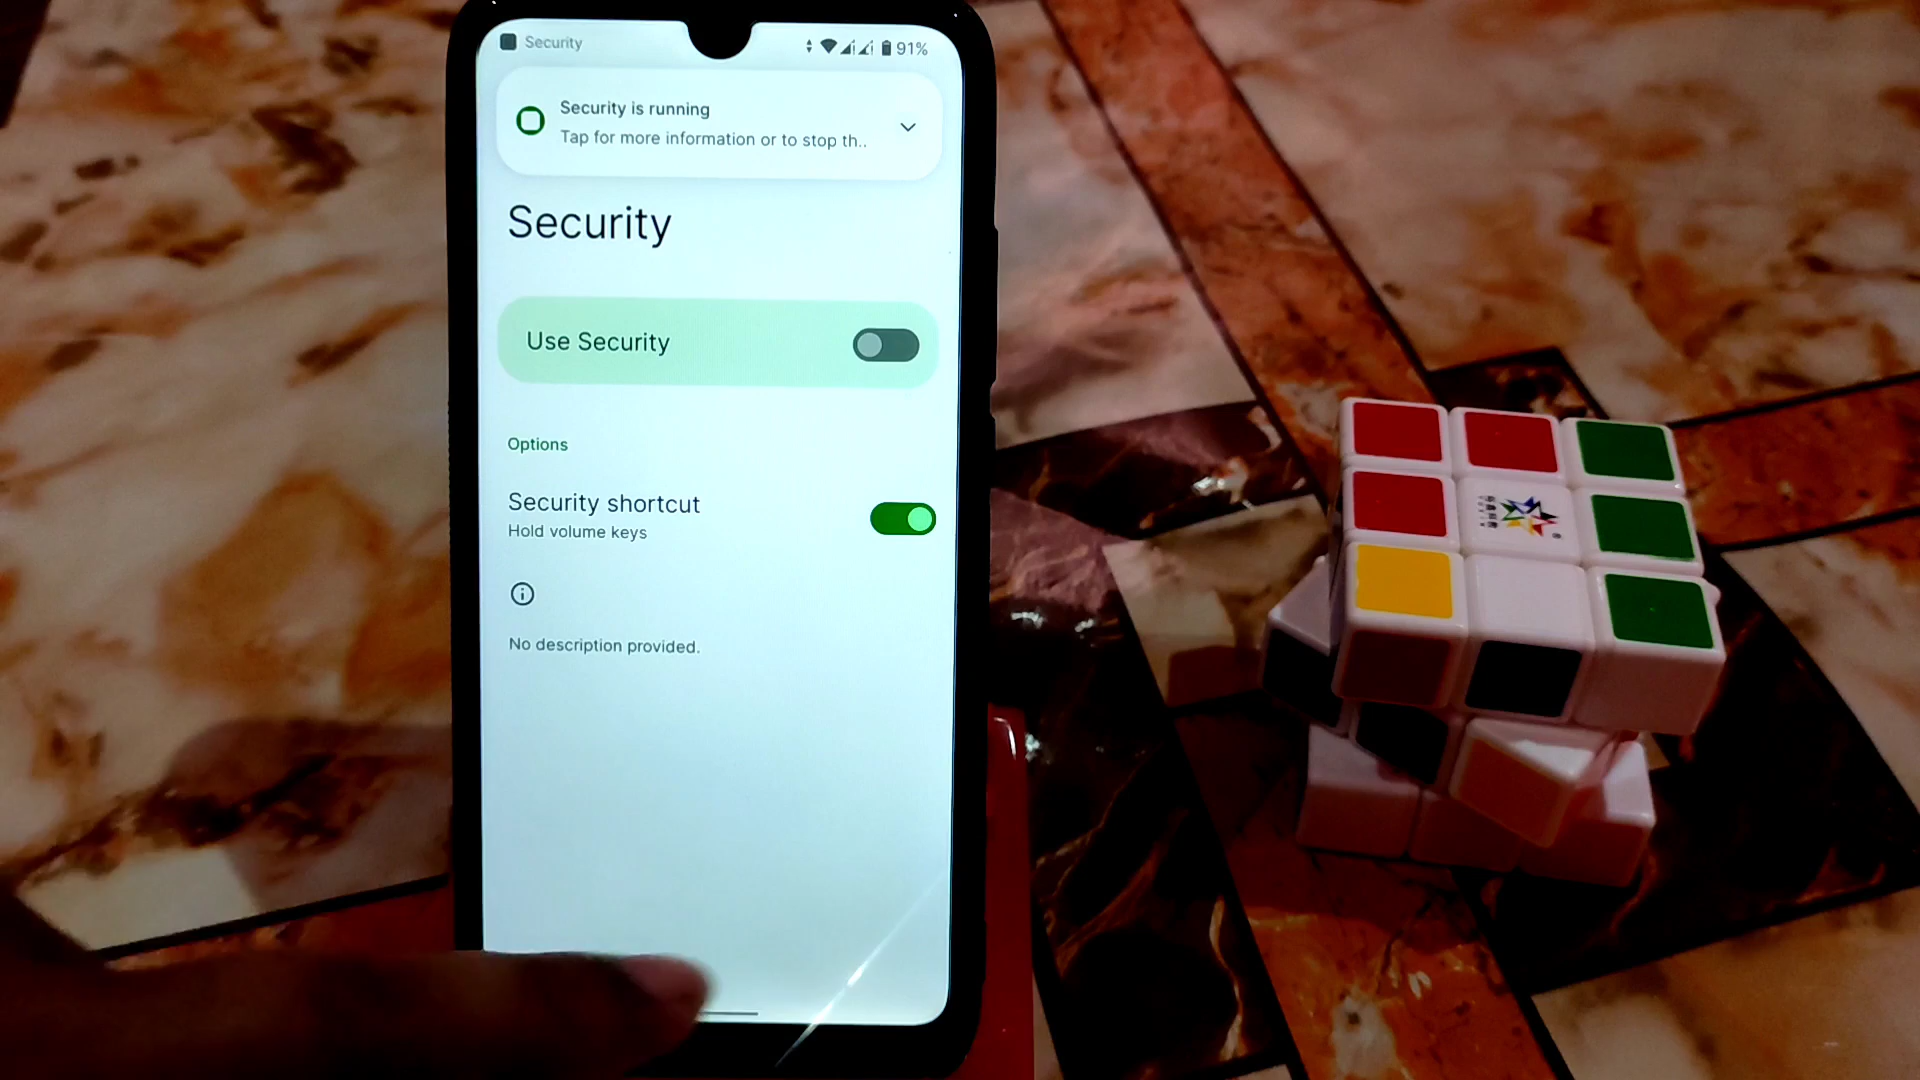 Security
91%
Security is running
Tap for more information or to stop th..
Security
Use Security
Options
Security shortcut
Hold volume keys
No description provided.